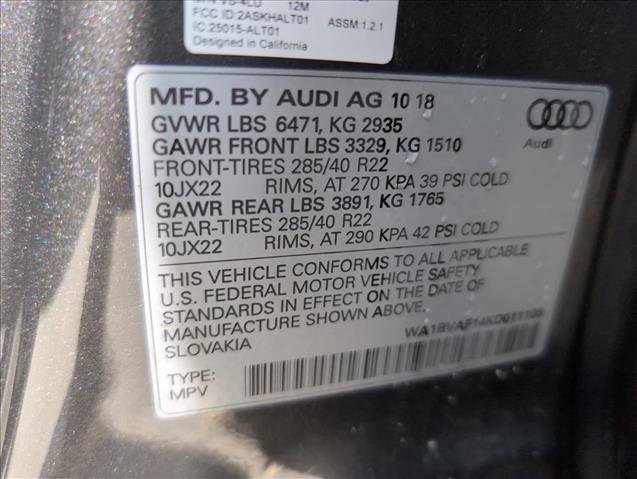 12M
FCC ID:2ASKHALT01
ASSM:1.2.1
IC:25015-ALT01
Designed in California
MFD. BY AUDI AG 10 18
GVWR LBS 6471, KG 2935
GAWR FRONT LBS 3329, KG 1510
FRONT-TIRES 285/40 R22
10JX22 RIMS, AT 270 KPA 39 PSI COLD
GAWR REAR LBS 3891, KG 1765
REAR-TIRES 285/40 R22
10JX22 RIMS, AT 290 KPA 42 PSI COLD
Audi
THIS VEHICLE CONFORMS TO ALL APPLICABLE
U.S. FEDERAL MOTOR VEHICLE SAFETY
STANDARDS IN EFFECT ON THE DATE OF
MANUFACTURE SHOWN ABOVE.
SLOVAKIA
WA1BVAF14KD011105
TYPE:
MPV